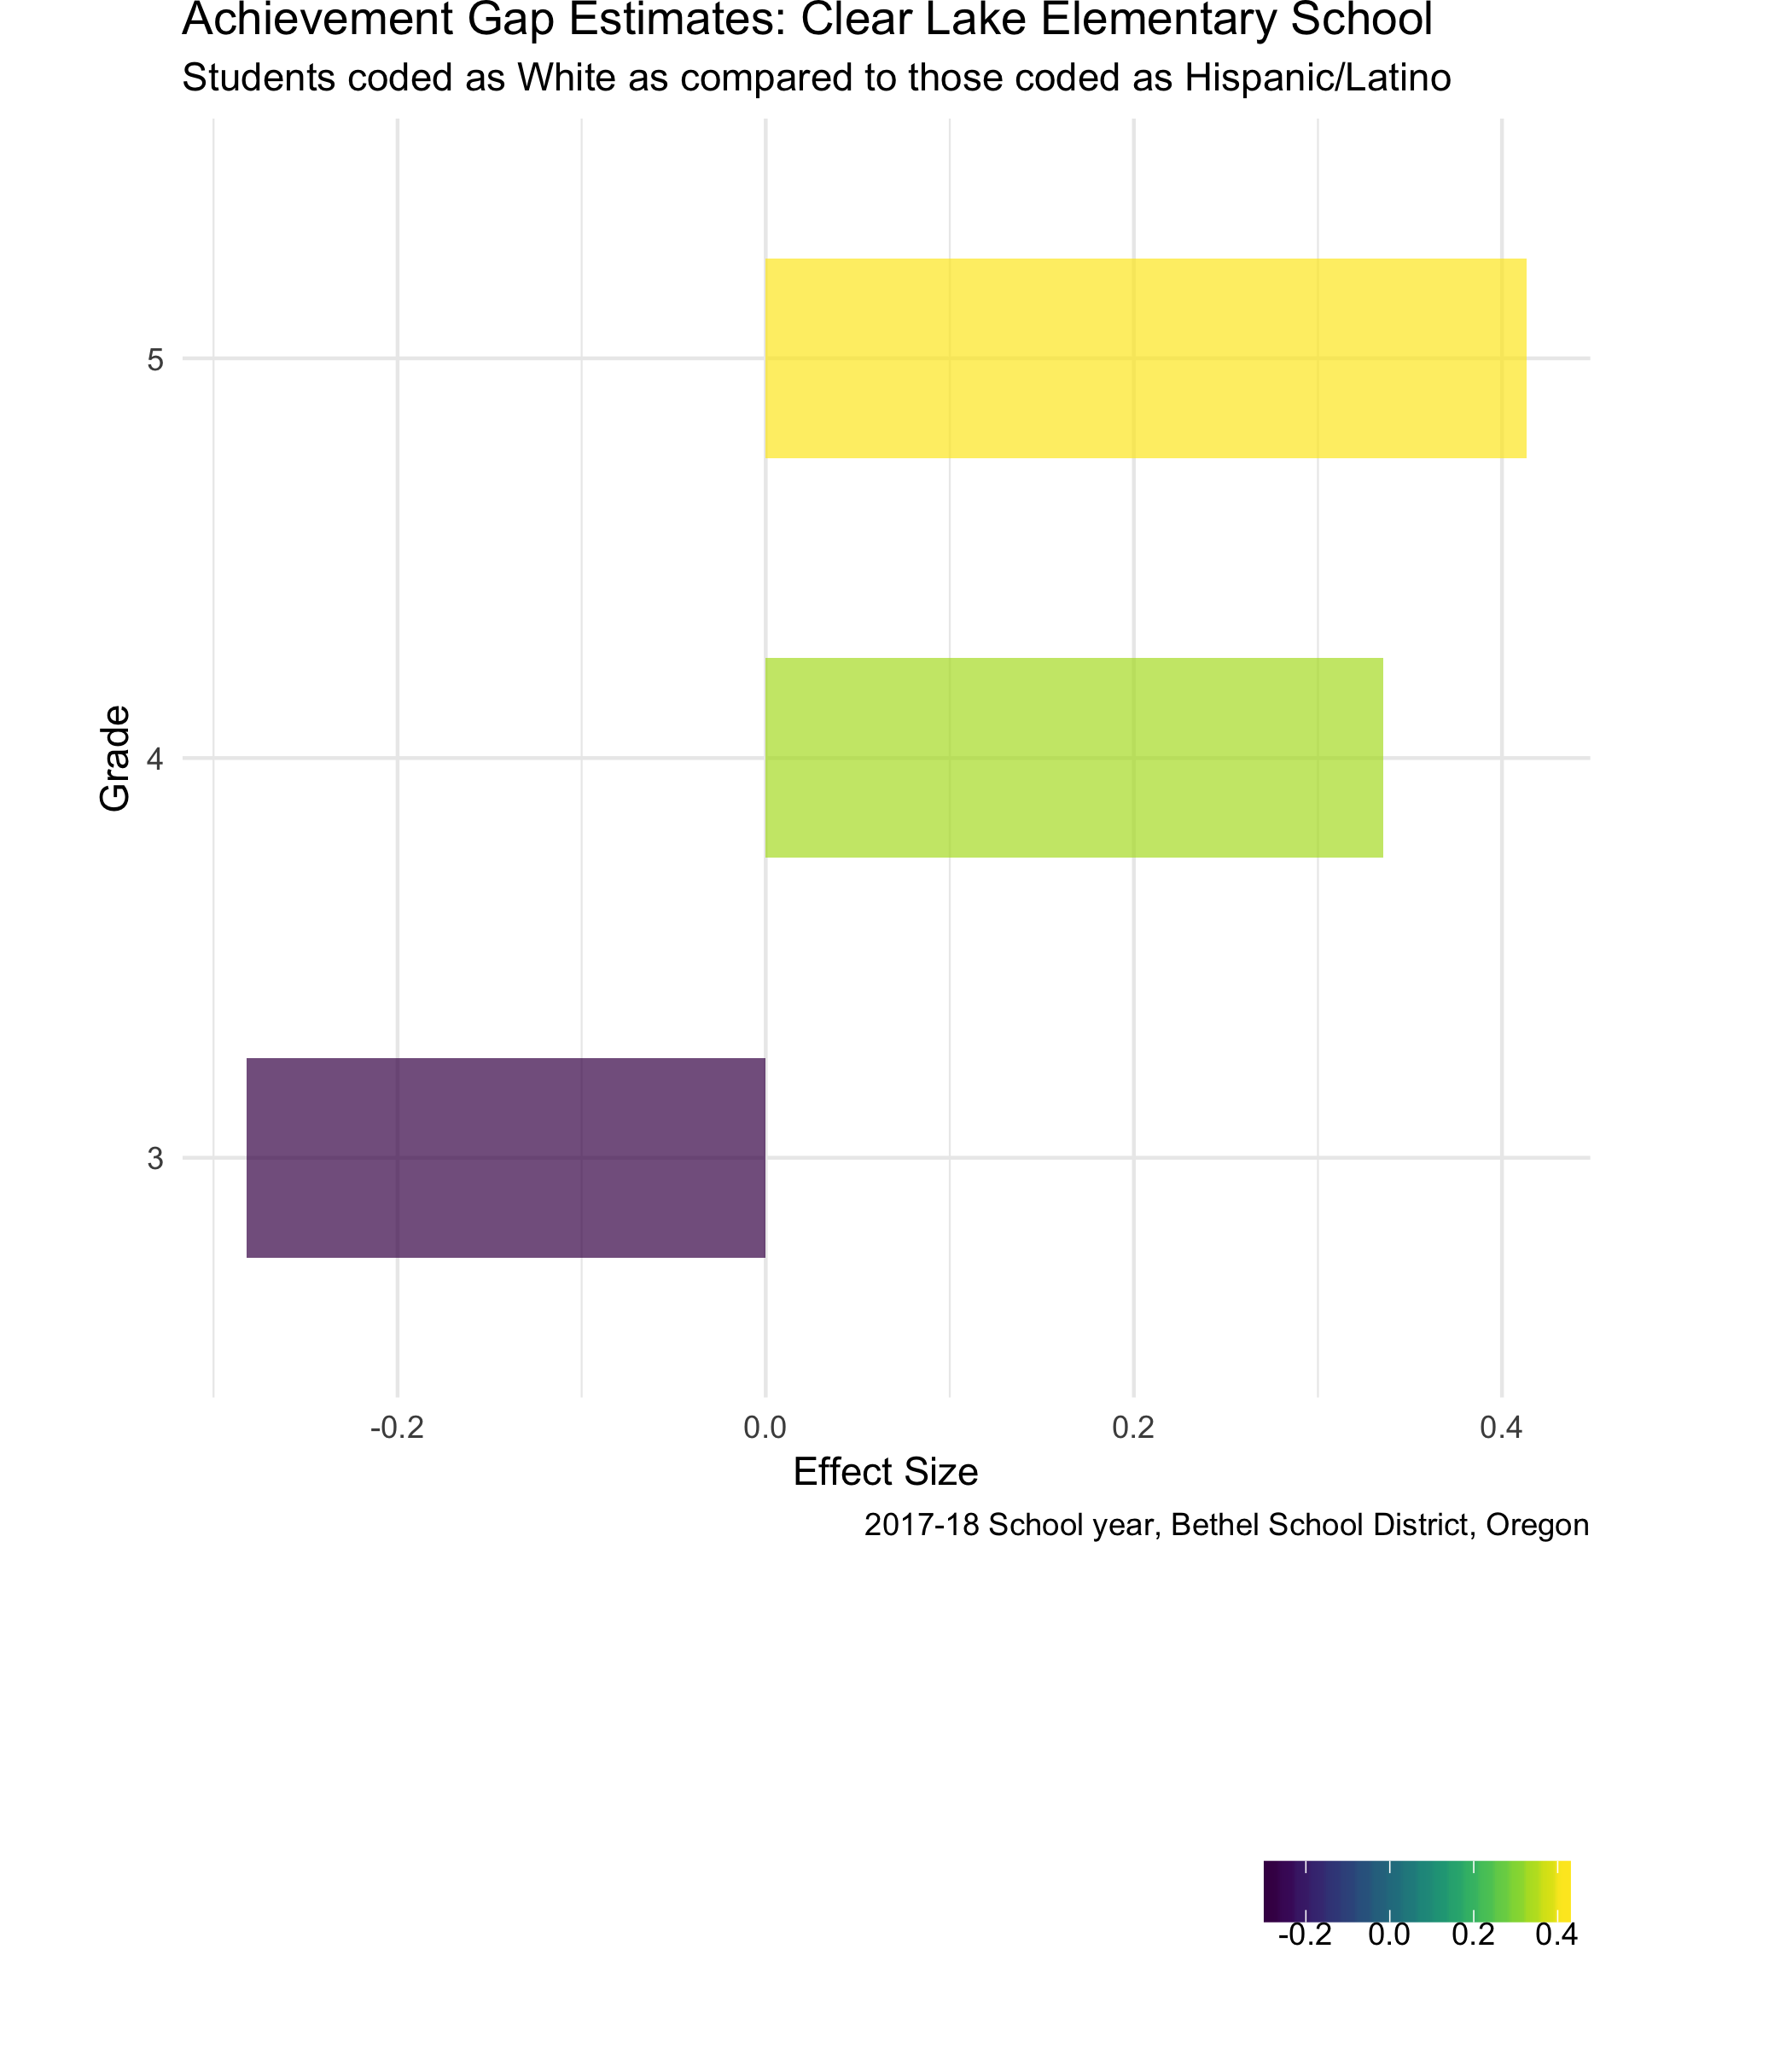 Achievement Gap Estimates: Clear Lake Elementary School
Students coded as White as compared to those coded as Hispanic/Latino
5
4
3
Grade
-0.2 0.0 0.2 0.4
Effect Size
2017-18 School year, Bethel School District, Oregon
-0.2 0.0 0.2 0.4